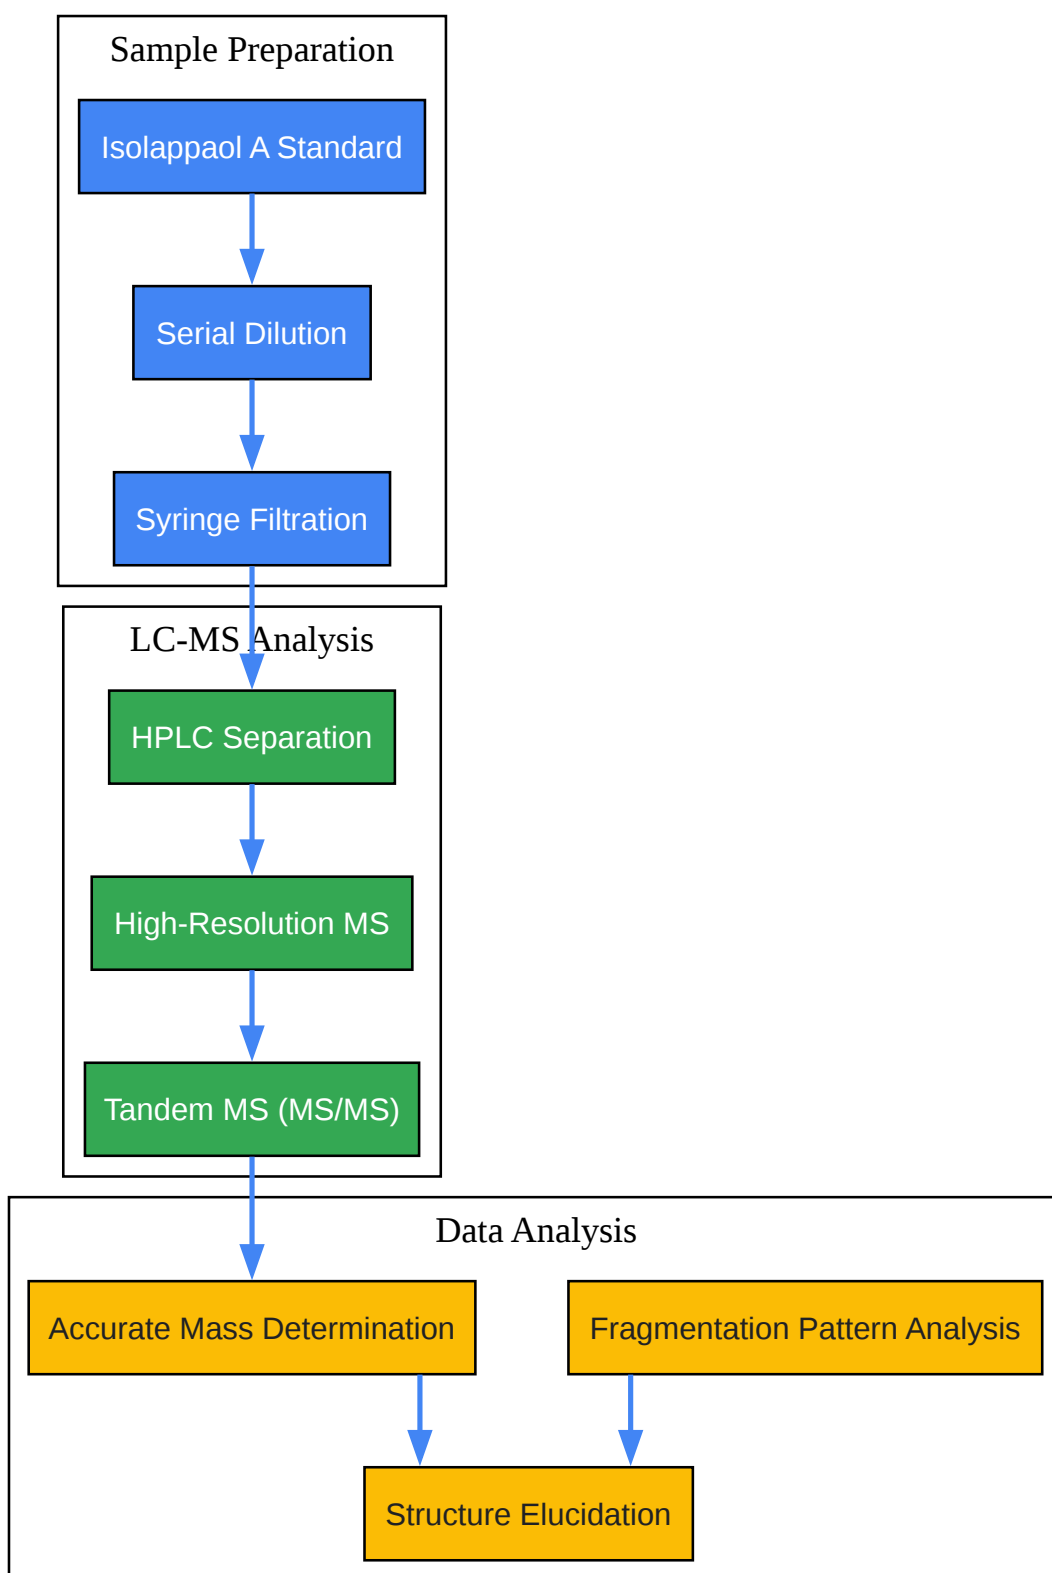 Sample Preparation
Isolappaol A Standard
Serial Dilution
Syringe Filtration
LC-MS Analysis
HPLC Separation
High-Resolution MS
Tandem MS (MS/MS)
Data Analysis
Accurate Mass Determination
Fragmentation Pattern Analysis
Structure Elucidation